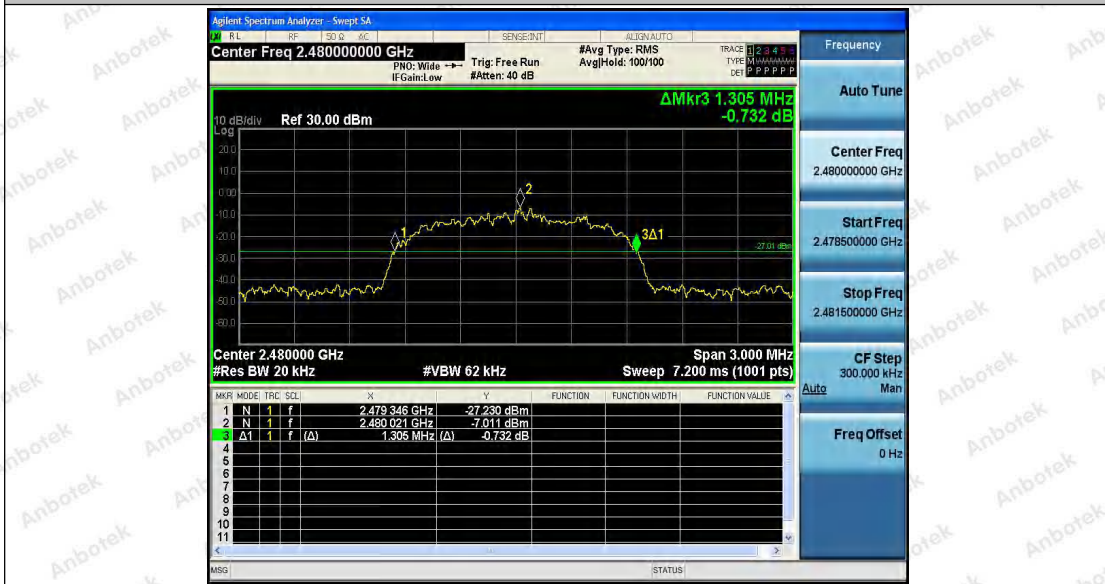 Agilent Spectrum Analyzer - Swept SA
RL RF 50 Ω AC SENSE:INT ALIGNAUTO
Center Freq 2.480000000 GHz
PNO: Wide
IFGain:Low
Trig: Free Run
#Atten: 40 dB
#Avg Type: RMS
Avg|Hold: 100/100
TRACE 1 2 3 4 5 6
TYPE M
DET P P P P P P
ΔMkr3 1.305 MHz
-0.732 dB
10 dB/div Ref 30.00 dBm
Log
20.0
10.0
0.00
-10.0
-20.0
-30.0
-40.0
-50.0
-60.0
1
2
3Δ1
-27.01 dBm
Center 2.480000 GHz Span 3.000 MHz
#Res BW 20 kHz #VBW 62 kHz Sweep 7.200 ms (1001 pts)
MKR MODE TRC SCL X Y FUNCTION FUNCTION WIDTH FUNCTION VALUE
1 N 1 f 2.479 346 GHz -27.230 dBm
2 N 1 f 2.480 021 GHz -7.011 dBm
3 Δ1 1 f (Δ) 1.305 MHz (Δ) -0.732 dB
4
5
6
7
8
9
10
11
MSG STATUS
Frequency
Auto Tune
Center Freq
2.480000000 GHz
Start Freq
2.478500000 GHz
Stop Freq
2.481500000 GHz
CF Step
300.000 kHz
Auto Man
Freq Offset
0 Hz
Anbotek